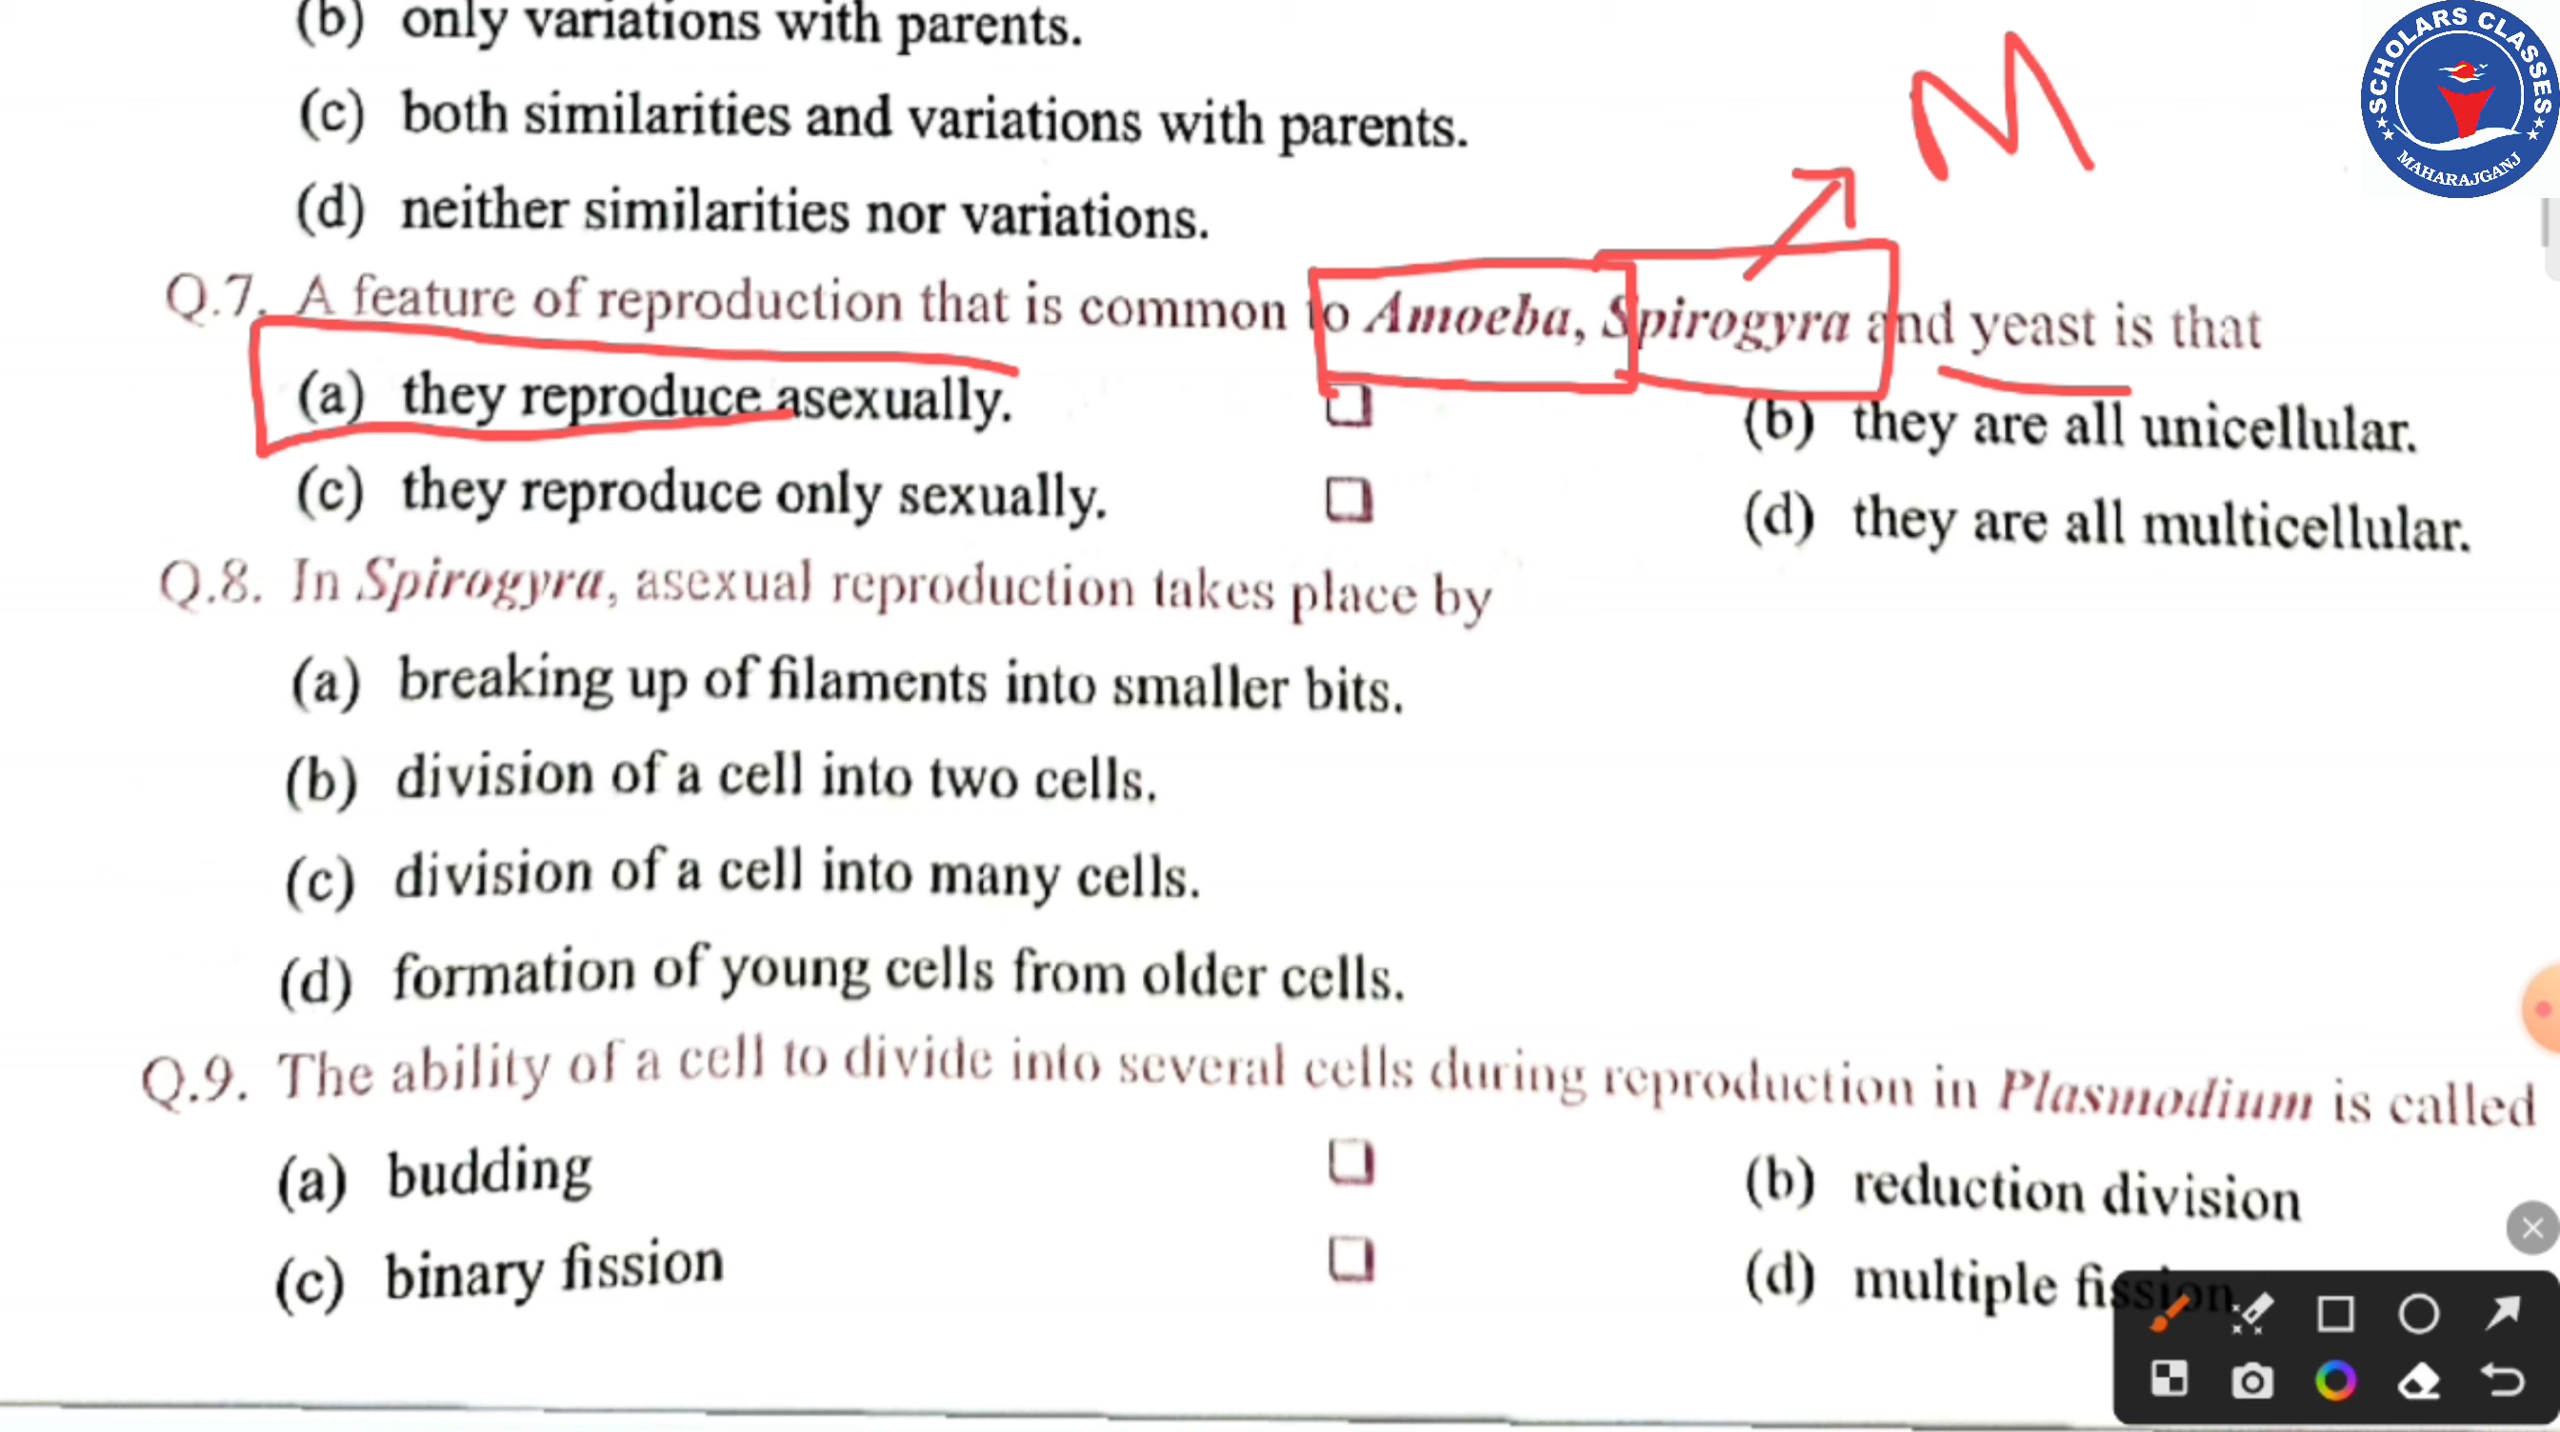 (b) only variations with parents.
(c) both similarities and variations with parents.
(d) neither similarities nor variations.
M
SCHOLARS CLASSES
MAHARAJGANJ
Q.7. A feature of reproduction that is common to Amoeba, Spirogyra and yeast is that
(a) they reproduce asexually. (b) they are all unicellular.
(c) they reproduce only sexually. (d) they are all multicellular.
Q.8. In Spirogyra, asexual reproduction takes place by
(a) breaking up of filaments into smaller bits.
(b) division of a cell into two cells.
(c) division of a cell into many cells.
(d) formation of young cells from older cells.
Q.9. The ability of a cell to divide into several cells during reproduction in Plasmodium is called
(a) budding (b) reduction division
(c) binary fission (d) multiple fission